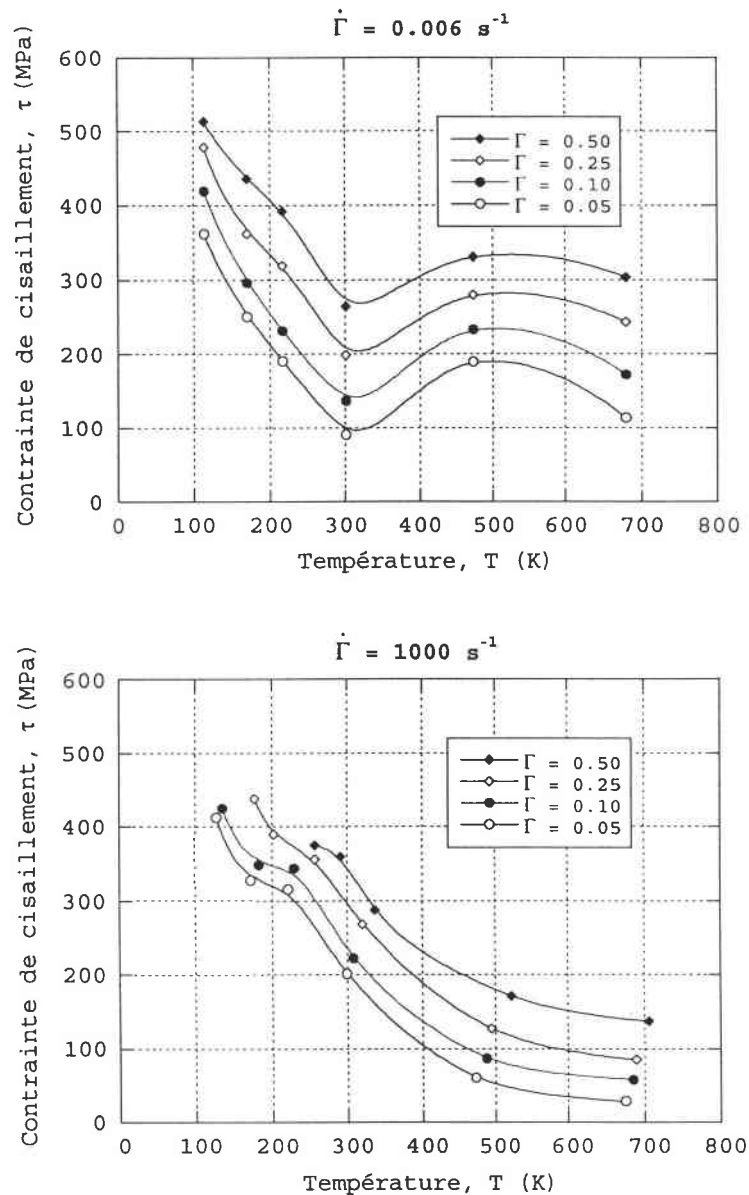 Γ̇ = 0.006 s⁻¹
Contrainte de cisaillement, τ (MPa)
600
500
400
300
200
100
0
Γ = 0.50
Γ = 0.25
Γ = 0.10
Γ = 0.05
0 100 200 300 400 500 600 700 800
Température, T (K)
Γ̇ = 1000 s⁻¹
Contrainte de cisaillement, τ (MPa)
600
500
400
300
200
100
0
Γ = 0.50
Γ = 0.25
Γ = 0.10
Γ = 0.05
0 100 200 300 400 500 600 700 800
Température, T (K)